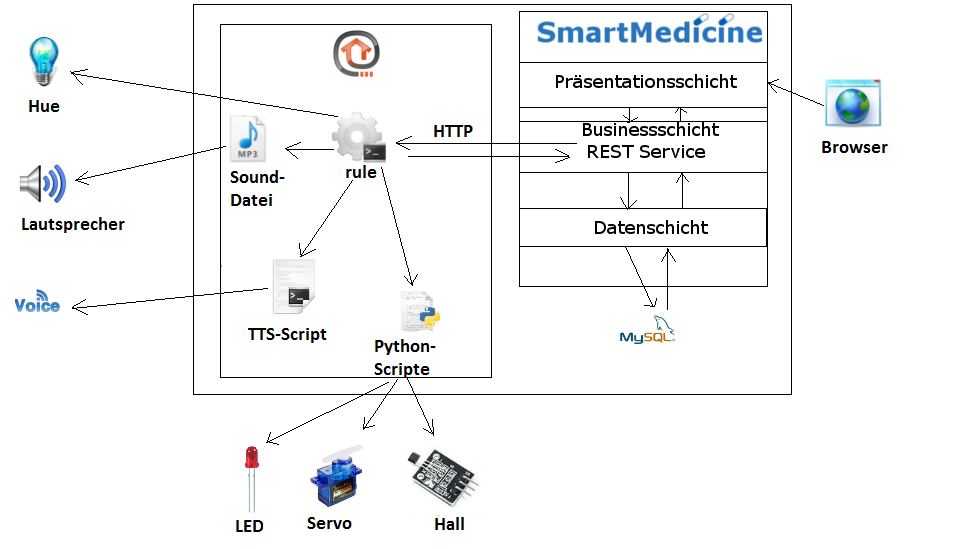 SmartMedicine
Präsentationsschicht
Businessschicht
REST Service
Datenschicht
MySQL
Browser
HTTP
rule
MP3
Sound-
Datei
Hue
Lautsprecher
Voice
TTS-Script
Python-
Scripte
LED
Servo
Hall